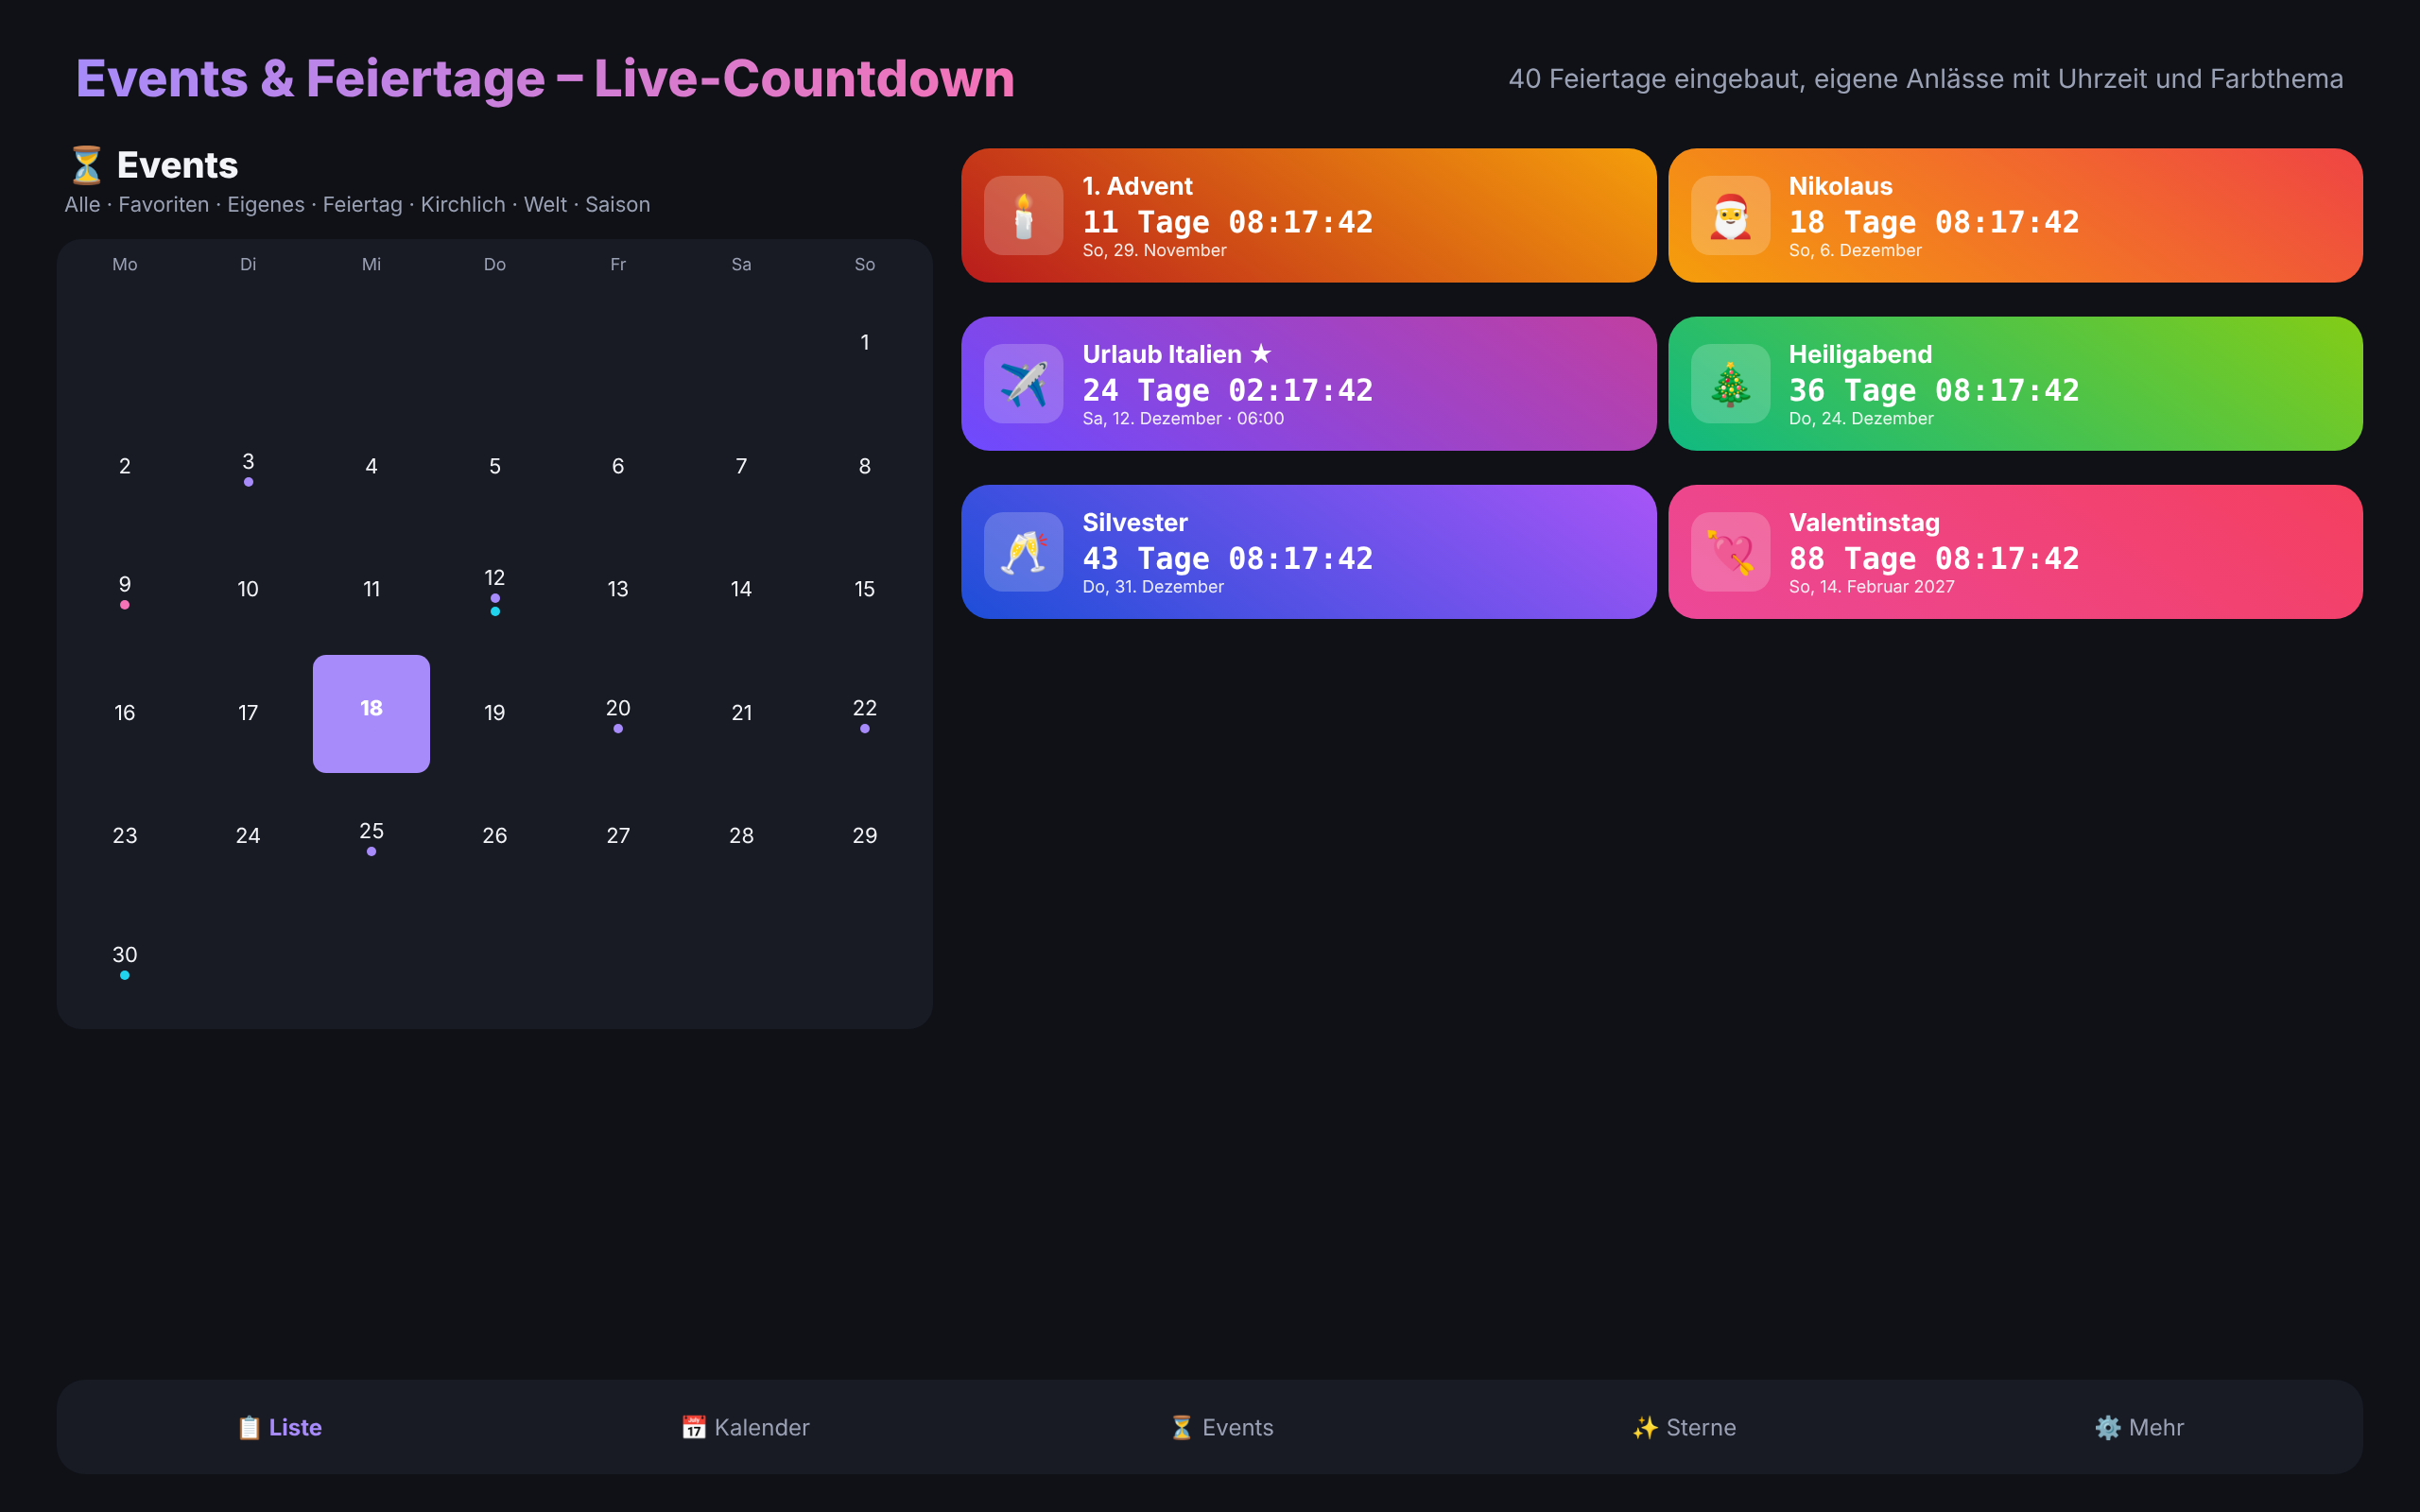 Events & Feiertage – Live-Countdown
40 Feiertage eingebaut, eigene Anlässe mit Uhrzeit und Farbthema
⏳ Events
Alle · Favoriten · Eigenes · Feiertag · Kirchlich · Welt · Saison
Mo Di Mi Do Fr Sa So
1
2 3 4 5 6 7 8
9 10 11 12 13 14 15
16 17 18 19 20 21 22
23 24 25 26 27 28 29
30
1. Advent
11 Tage 08:17:42
So, 29. November
Nikolaus
18 Tage 08:17:42
So, 6. Dezember
Urlaub Italien ★
24 Tage 02:17:42
Sa, 12. Dezember · 06:00
Heiligabend
36 Tage 08:17:42
Do, 24. Dezember
Silvester
43 Tage 08:17:42
Do, 31. Dezember
Valentinstag
88 Tage 08:17:42
So, 14. Februar 2027
📋 Liste
📅 Kalender
⏳ Events
✨ Sterne
⚙️ Mehr